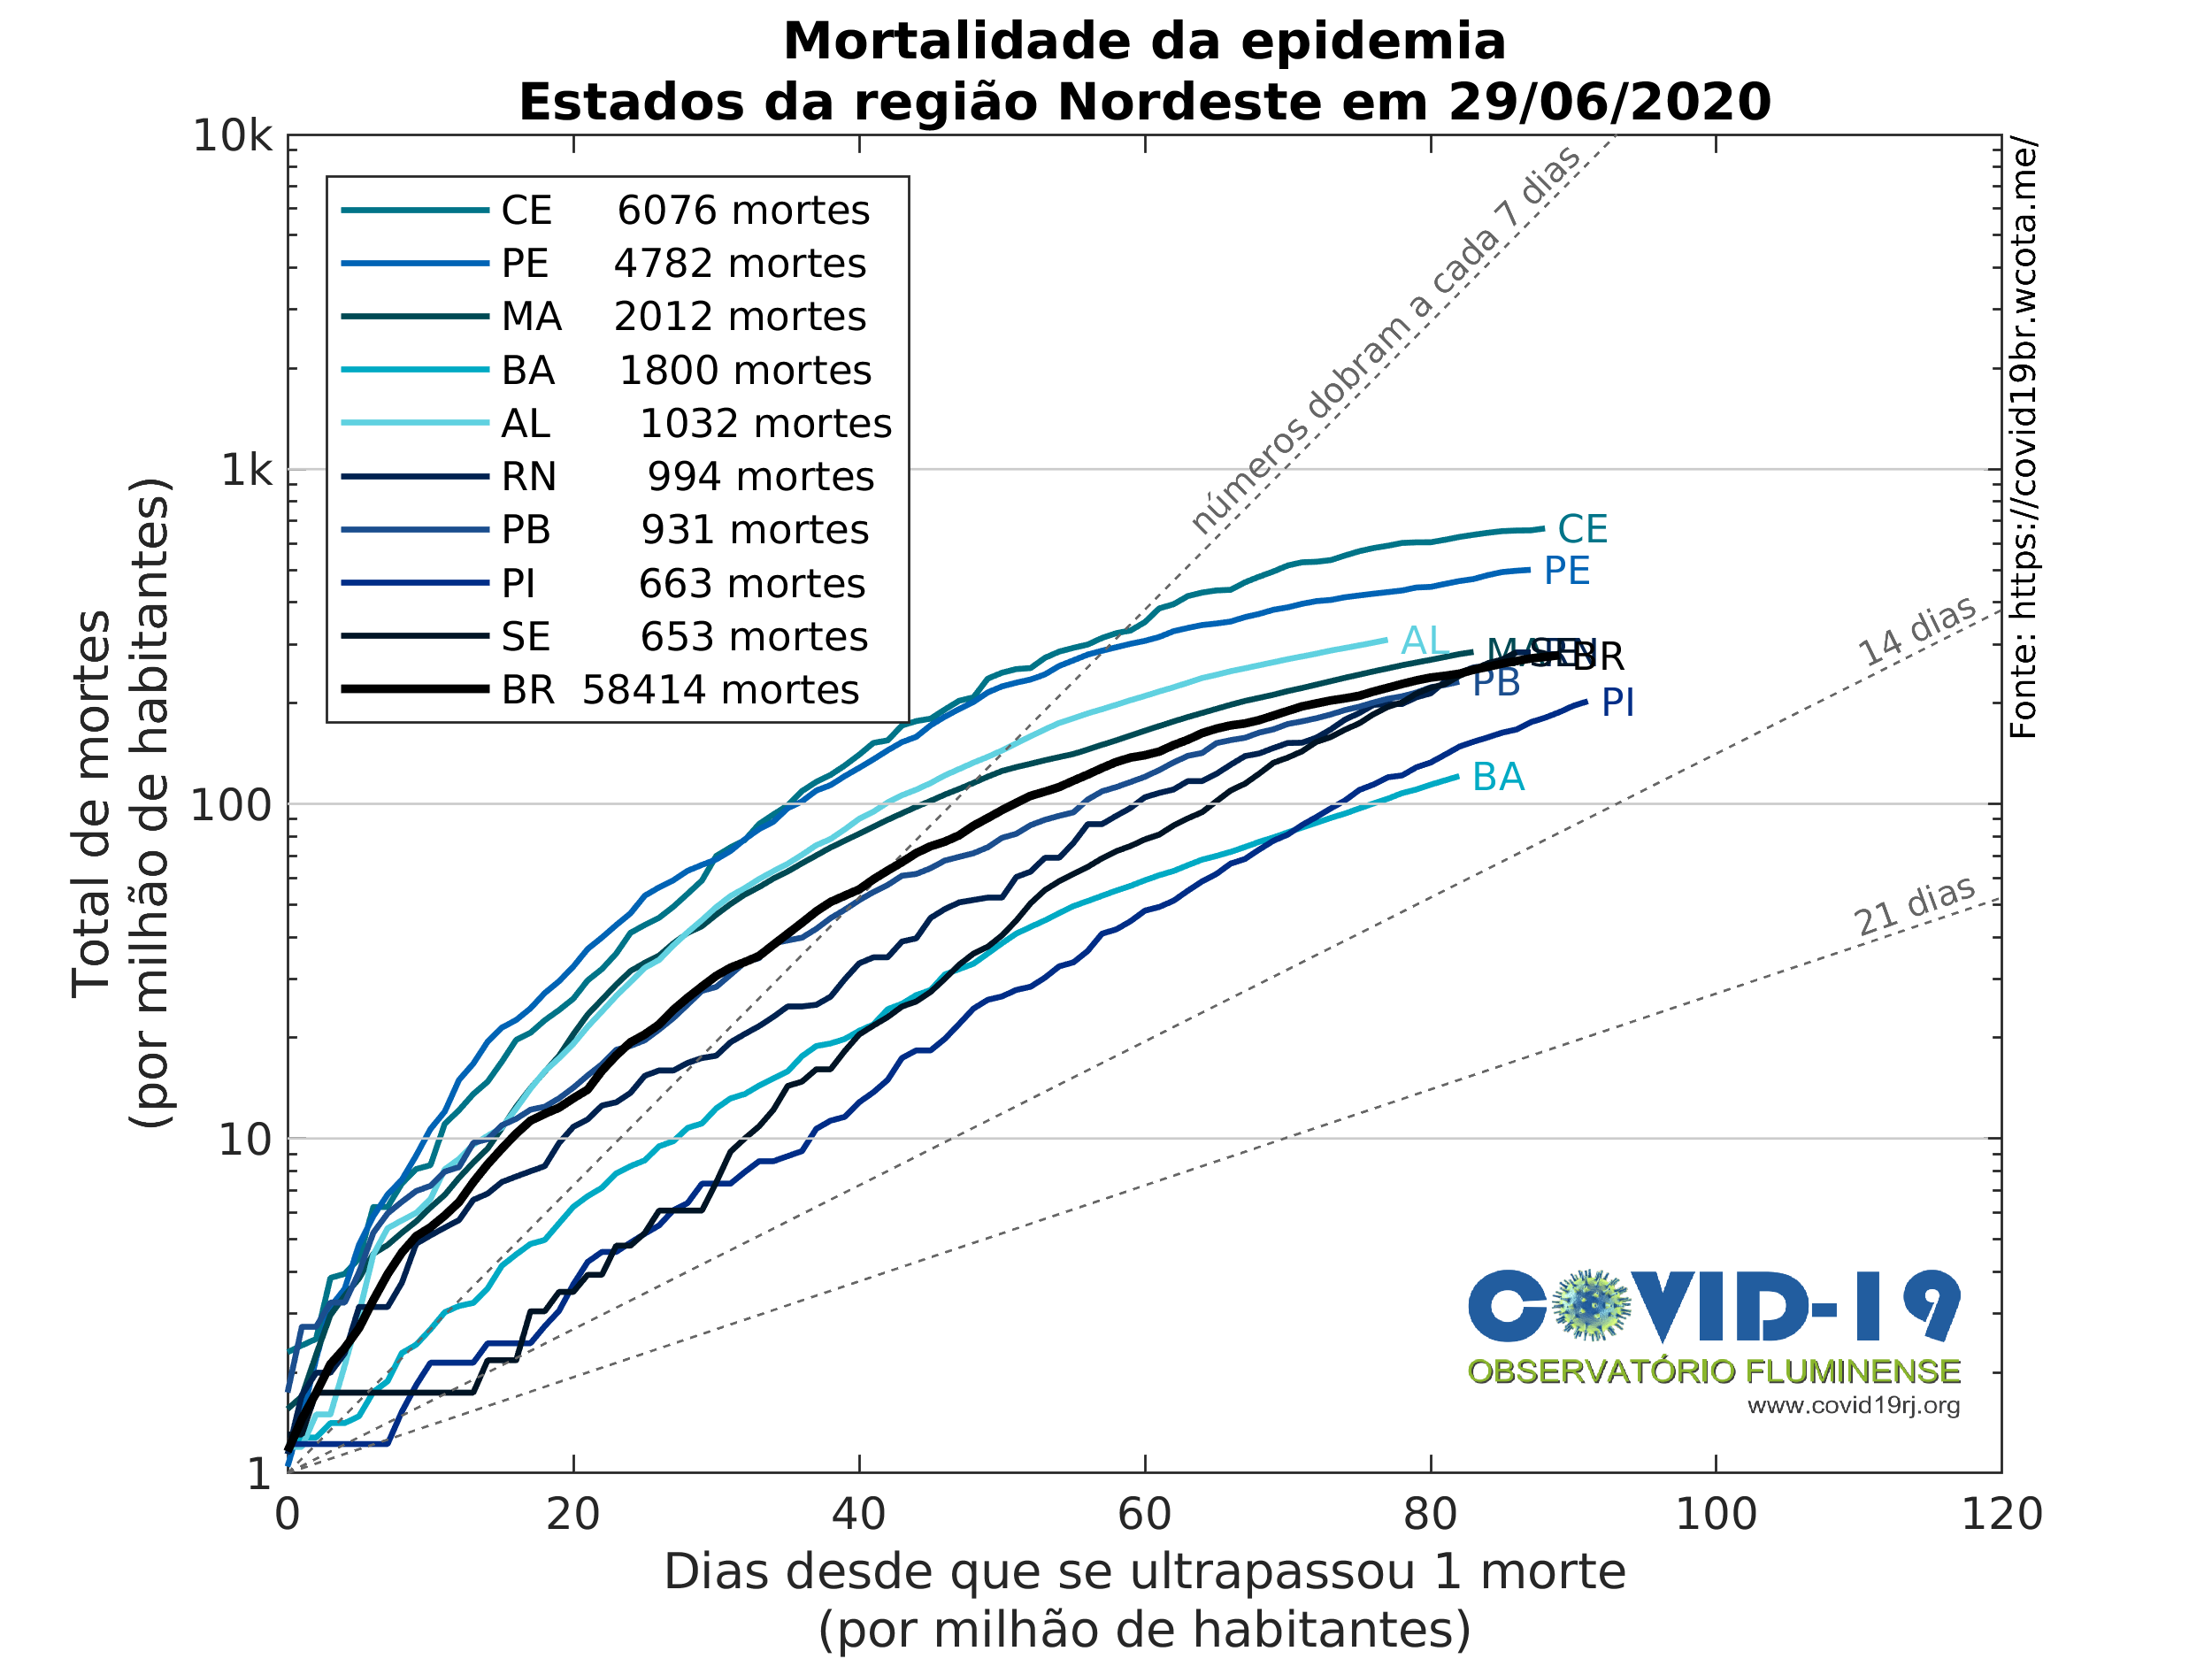 Mortalidade da epidemia
Estados da região Nordeste em 29/06/2020
10k
1k
100
10
1
Total de mortes
(por milhão de habitantes)
CE 6076 mortes
PE 4782 mortes
MA 2012 mortes
BA 1800 mortes
AL 1032 mortes
RN 994 mortes
PB 931 mortes
PI 663 mortes
SE 653 mortes
BR 58414 mortes
números dobram a cada 7 dias
14 dias
21 dias
CE
PE
AL
MA
SE
RN
BR
PB
PI
BA
Fonte: https://covid19br.wcota.me/
COVID-19
OBSERVATÓRIO FLUMINENSE
www.covid19rj.org
0 20 40 60 80 100 120
Dias desde que se ultrapassou 1 morte
(por milhão de habitantes)